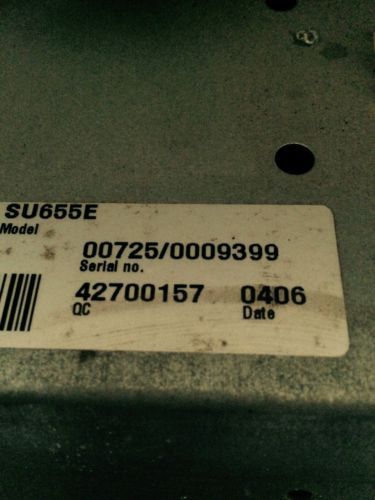 SU655E
Model
00725/0009399
Serial no.
42700157 0406
QC Date